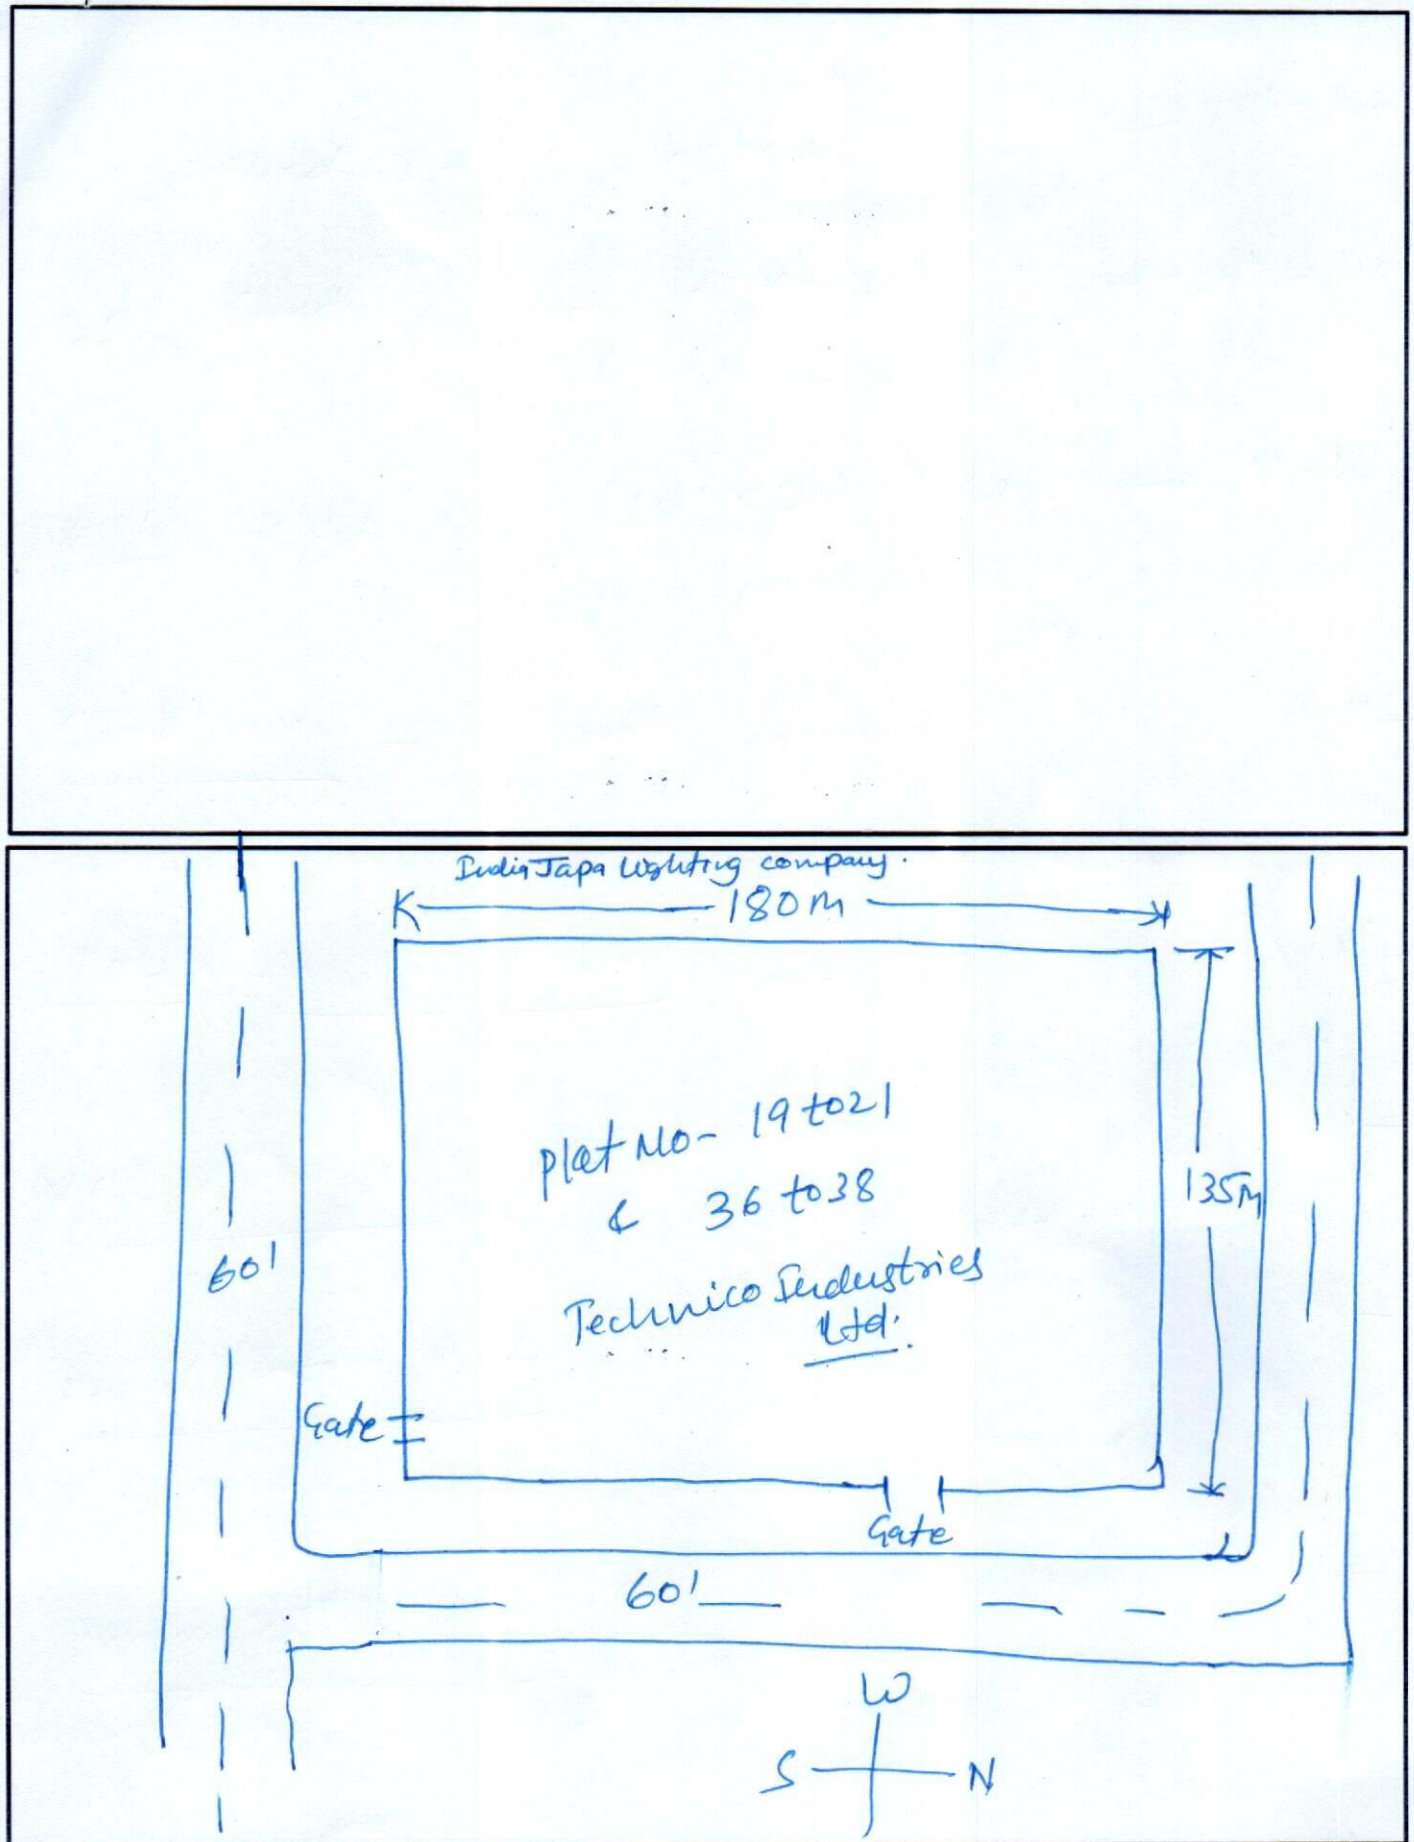 India Japa lighting company.
180m
Plot No- 19 to 21
& 36 to 38
135m
Technico Industries
Ltd.
60'
Gate
Gate
60'
W
S N